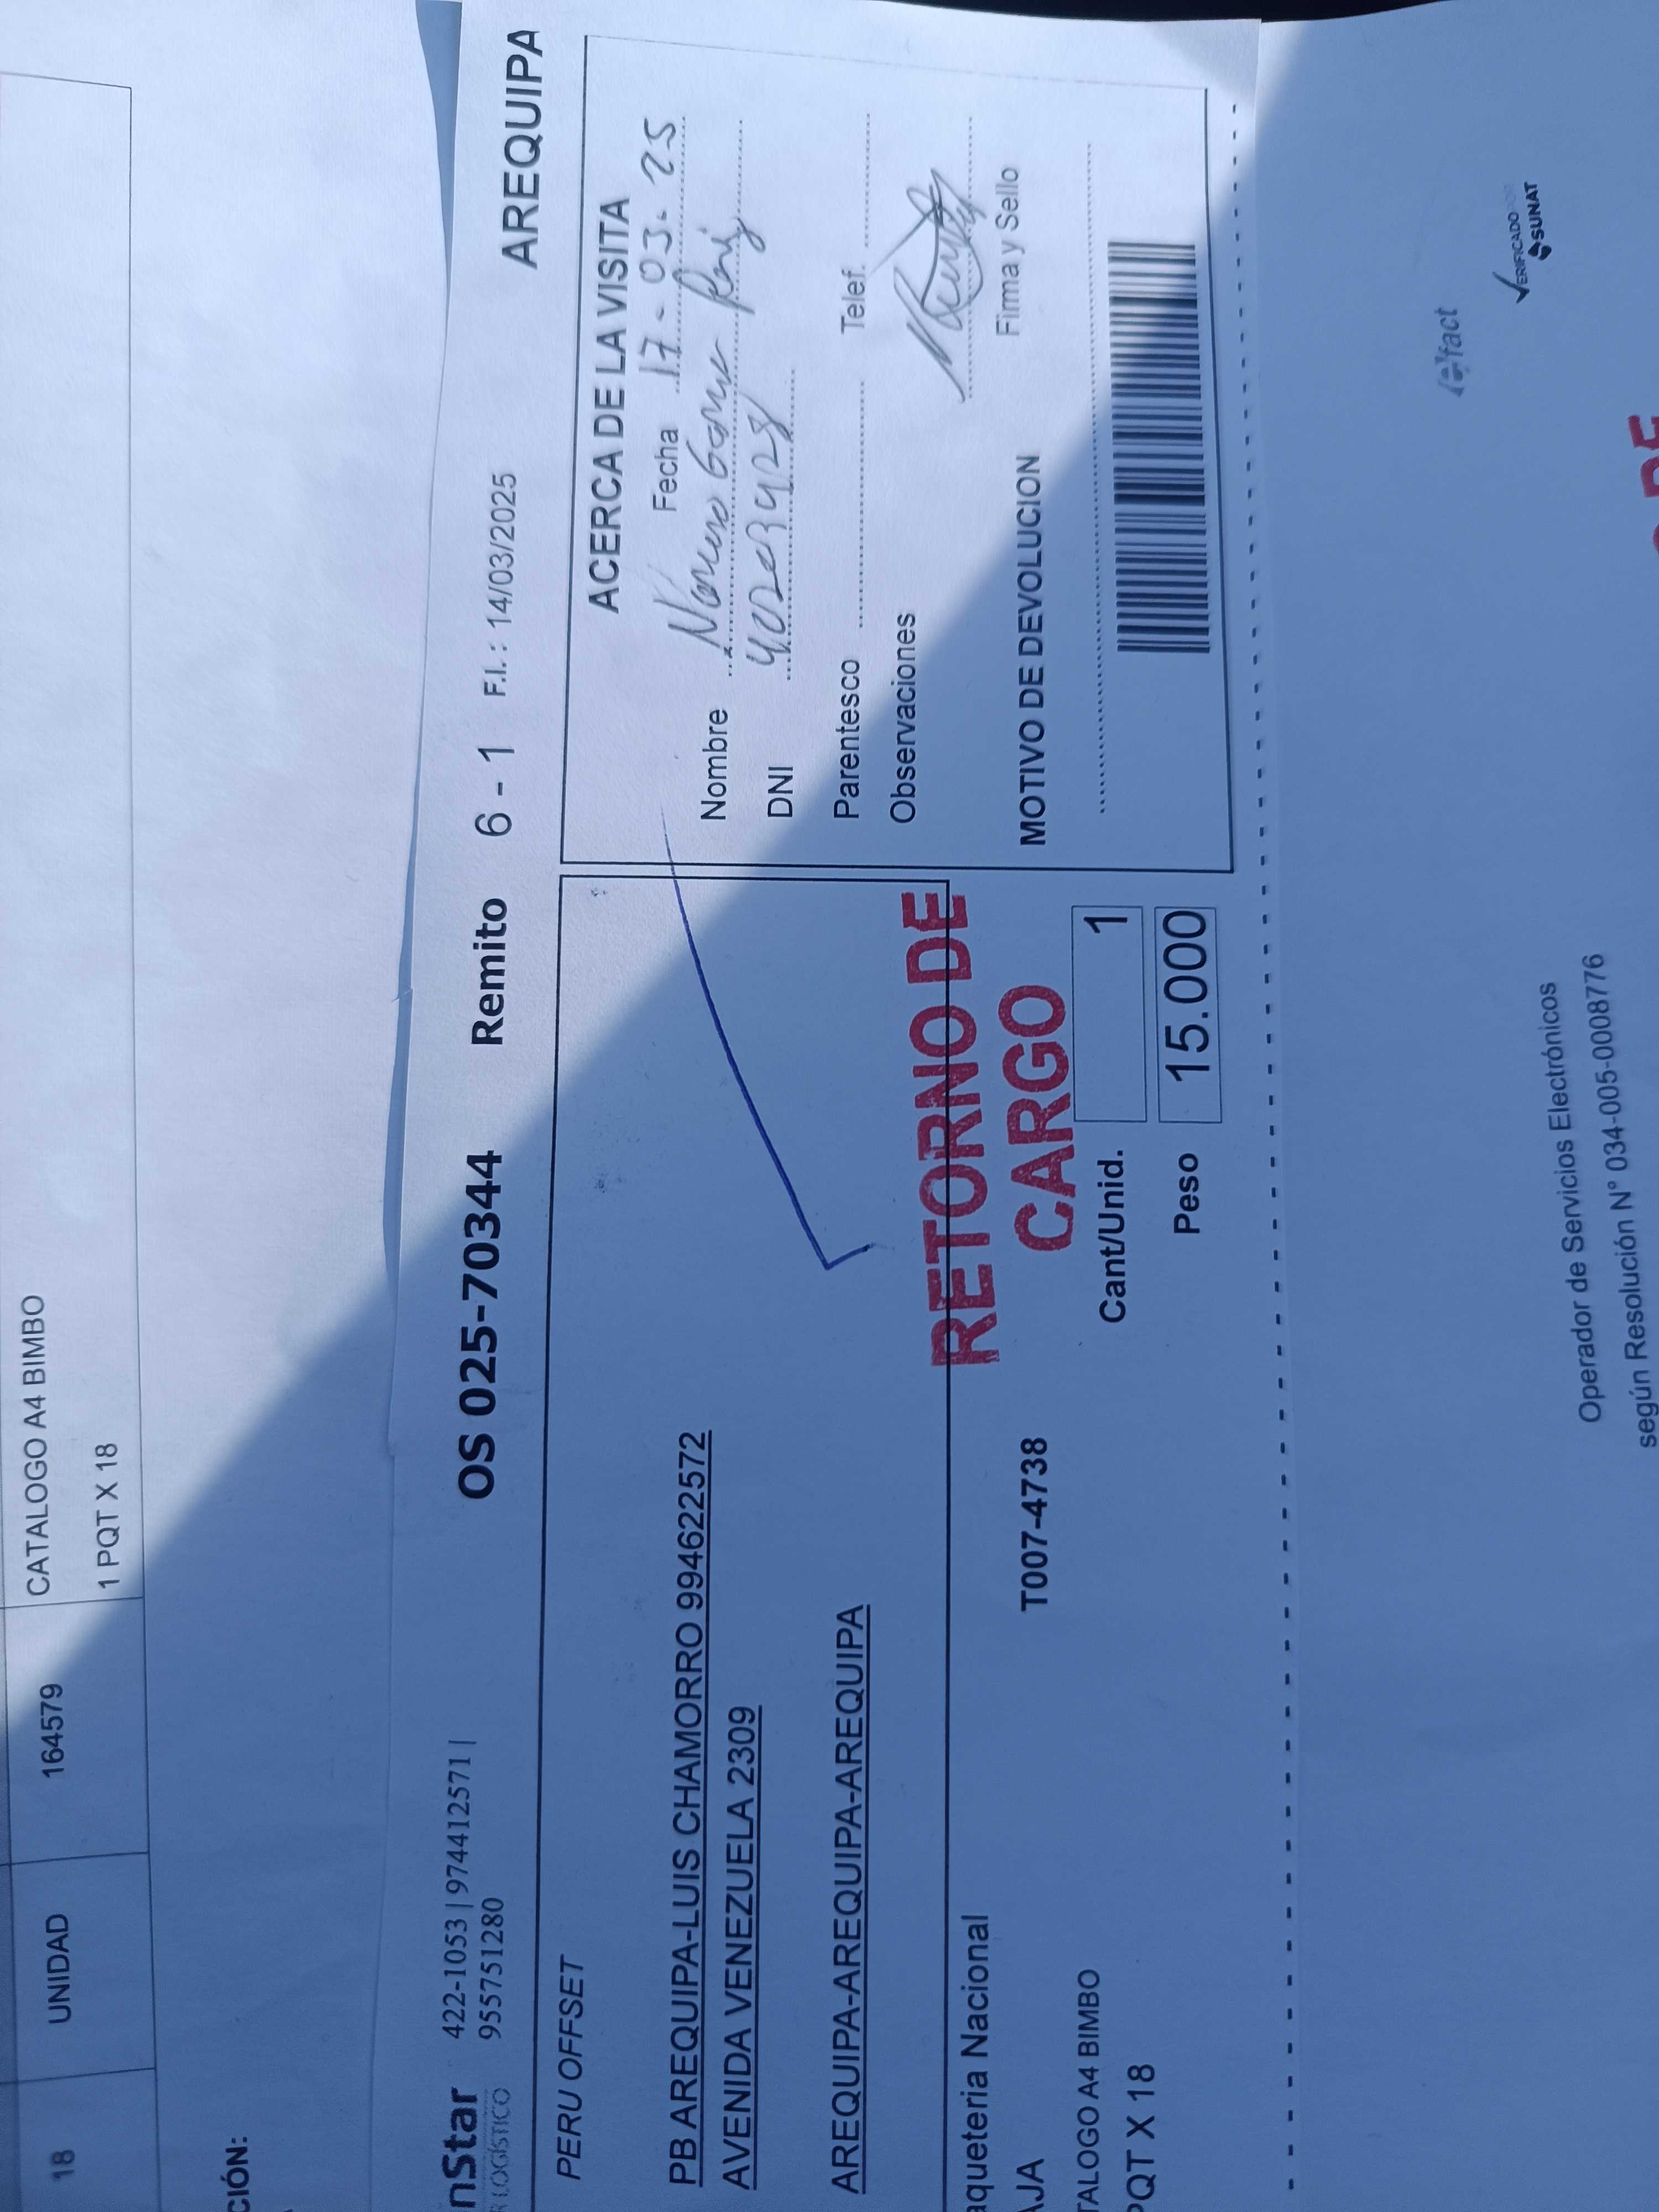 18 UNIDAD 164579 CATALOGO A4 BIMBO
1 PQT X 18
CIÓN:
nStar 422-1053 | 974412571 |
LOGÍSTICO 955751280
OS 025-70344 Remito 6 - 1 F.I.: 14/03/2025 AREQUIPA
PERU OFFSET
PB AREQUIPA-LUIS CHAMORRO 994622572
AVENIDA VENEZUELA 2309
AREQUIPA-AREQUIPA-AREQUIPA
aqueteria Nacional
AJA T007-4738
TALOGO A4 BIMBO
PQT X 18
RETORNO DE
CARGO
Cant/Unid. 1
Peso 15.000
ACERCA DE LA VISITA
Fecha 17-03-25
Nombre
DNI
Parentesco Telef.
Observaciones
Firma y Sello
MOTIVO DE DEVOLUCION
(e)fact
VERIFICADO
SUNAT
Operador de Servicios Electrónicos
según Resolución N° 034-005-0008776
DE